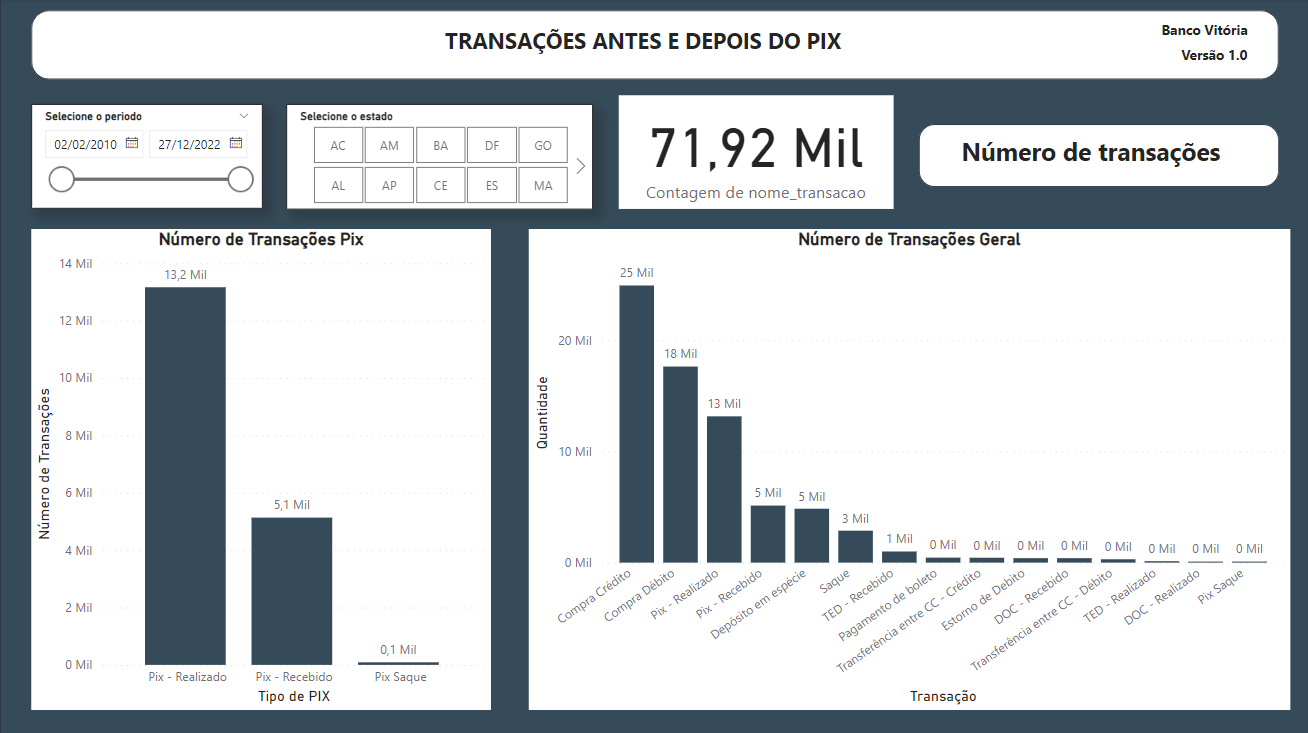 TRANSAÇÕES ANTES E DEPOIS DO PIX
Banco Vitória
Versão 1.0
Selecione o periodo
02/02/2010
27/12/2022
Selecione o estado
AC
AM
BA
DF
GO
AL
AP
CE
ES
MA
71,92 Mil
Contagem de nome_transacao
Número de transações
Número de Transações Pix
Número de Transações
14 Mil
12 Mil
10 Mil
8 Mil
6 Mil
4 Mil
2 Mil
0 Mil
13,2 Mil
5,1 Mil
0,1 Mil
Pix - Realizado
Pix - Recebido
Pix Saque
Tipo de PIX
Número de Transações Geral
Quantidade
20 Mil
10 Mil
0 Mil
25 Mil
18 Mil
13 Mil
5 Mil
5 Mil
3 Mil
1 Mil
0 Mil
0 Mil
0 Mil
0 Mil
0 Mil
0 Mil
0 Mil
0 Mil
Compra Crédito
Compra Débito
Pix - Realizado
Pix - Recebido
Depósito em espécie
Saque
TED - Recebido
Pagamento de boleto
Transferência entre CC - Crédito
Estorno de Debito
DOC - Recebido
Transferência entre CC - Débito
TED - Realizado
DOC - Realizado
Pix Saque
Transação